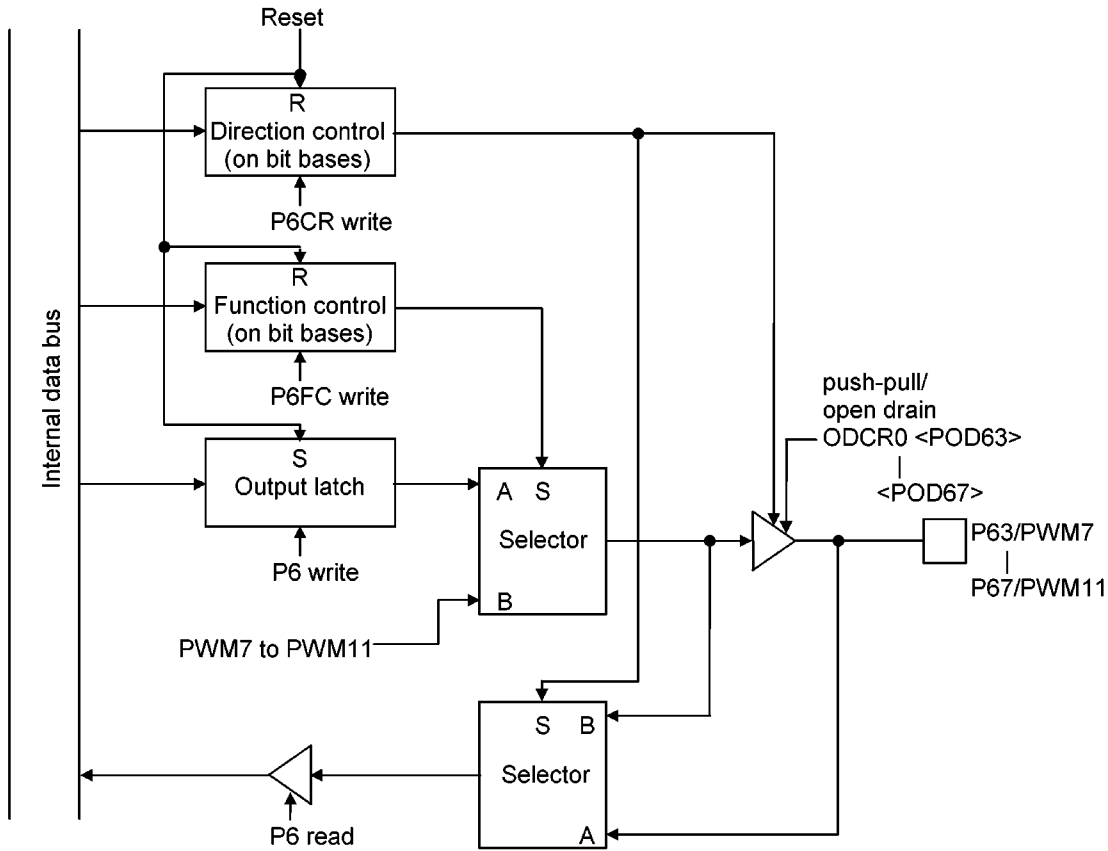 Reset
R
Direction control
(on bit bases)
P6CR write
R
Function control
(on bit bases)
P6FC write
Internal data bus
S
Output latch
P6 write
A S
Selector
B
PWM7 to PWM11
push-pull/
open drain
ODCR0 <POD63>
<POD67>
P63/PWM7
P67/PWM11
S B
Selector
A
P6 read